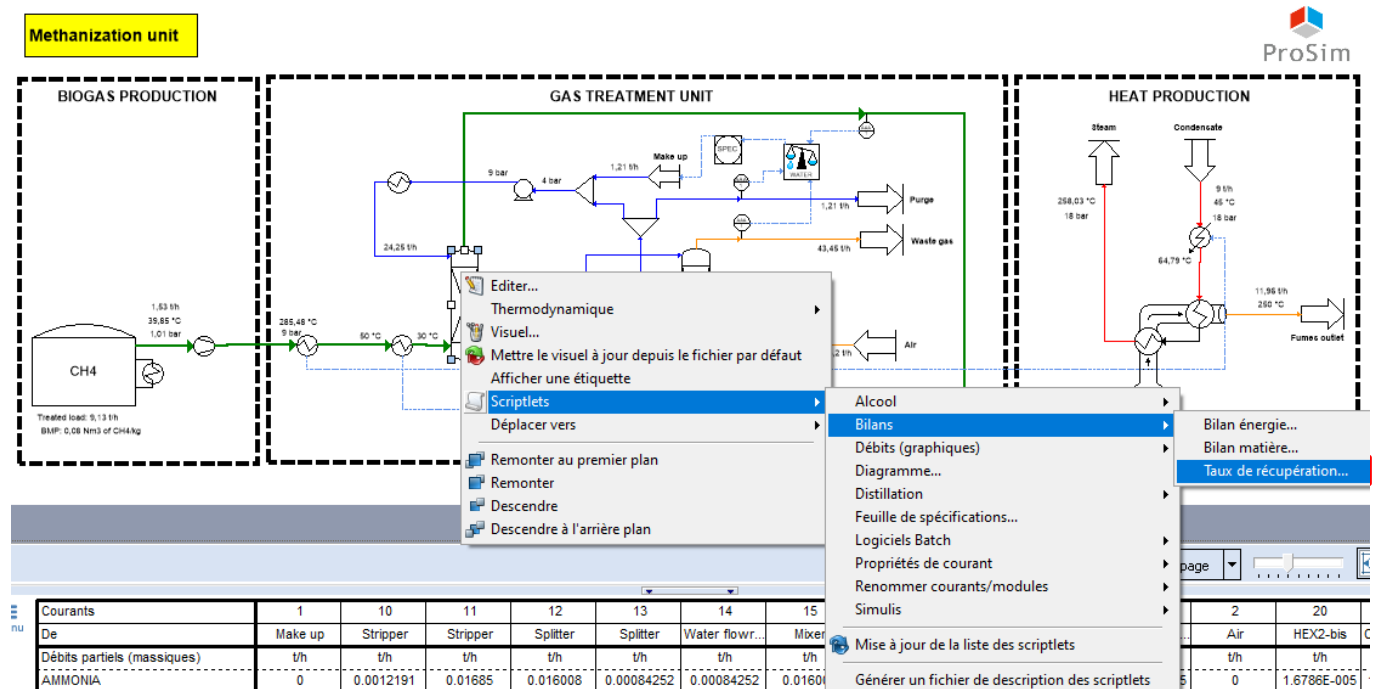 Methanization unit
ProSim
BIOGAS PRODUCTION
GAS TREATMENT UNIT
HEAT PRODUCTION
Steam
Condensate
SPEC
WATER
Make up
1,21 t/h
9 bar
4 bar
1,21 t/h
Purge
43,45 t/h
Waste gas
24,25 t/h
258,03 °C
18 bar
9 t/h
45 °C
18 bar
64,79 °C
11,96 t/h
250 °C
Fumes outlet
1,53 t/h
39,85 °C
1,01 bar
285,48 °C
9 bar
50 °C
30 °C
Air
CH4
Treated load: 9,13 t/h
BMP: 0,08 Nm3 of CH4/kg
Editer...
Thermodynamique
Visuel...
Mettre le visuel à jour depuis le fichier par défaut
Afficher une étiquette
Scriptlets
Déplacer vers
Remonter au premier plan
Remonter
Descendre
Descendre à l'arrière plan
Alcool
Bilans
Débits (graphiques)
Diagramme...
Distillation
Feuille de spécifications...
Logiciels Batch
Propriétés de courant
Renommer courants/modules
Simulis
Mise à jour de la liste des scriptlets
Générer un fichier de description des scriptlets
Bilan énergie...
Bilan matière...
Taux de récupération...
page
Courants 1 10 11 12 13 14 15 2 20
De Make up Stripper Stripper Splitter Splitter Water flowr... Mixer Air HEX2-bis
Débits partiels (massiques) t/h t/h t/h t/h t/h t/h t/h t/h t/h
AMMONIA 0 0.0012191 0.01685 0.016008 0.00084252 0.00084252 0 1.6786E-005